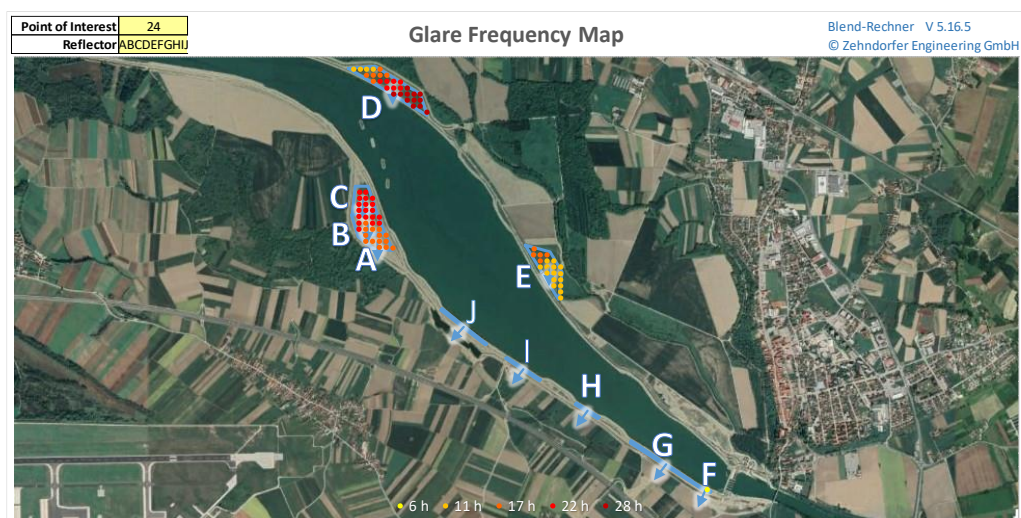 Point of Interest 24
Reflector ABCDEFGHIJ
Glare Frequency Map
Blend-Rechner V 5.16.5
© Zehndorfer Engineering GmbH
D
C
B
A
E
J
I
H
G
F
6 h 11 h 17 h 22 h 28 h